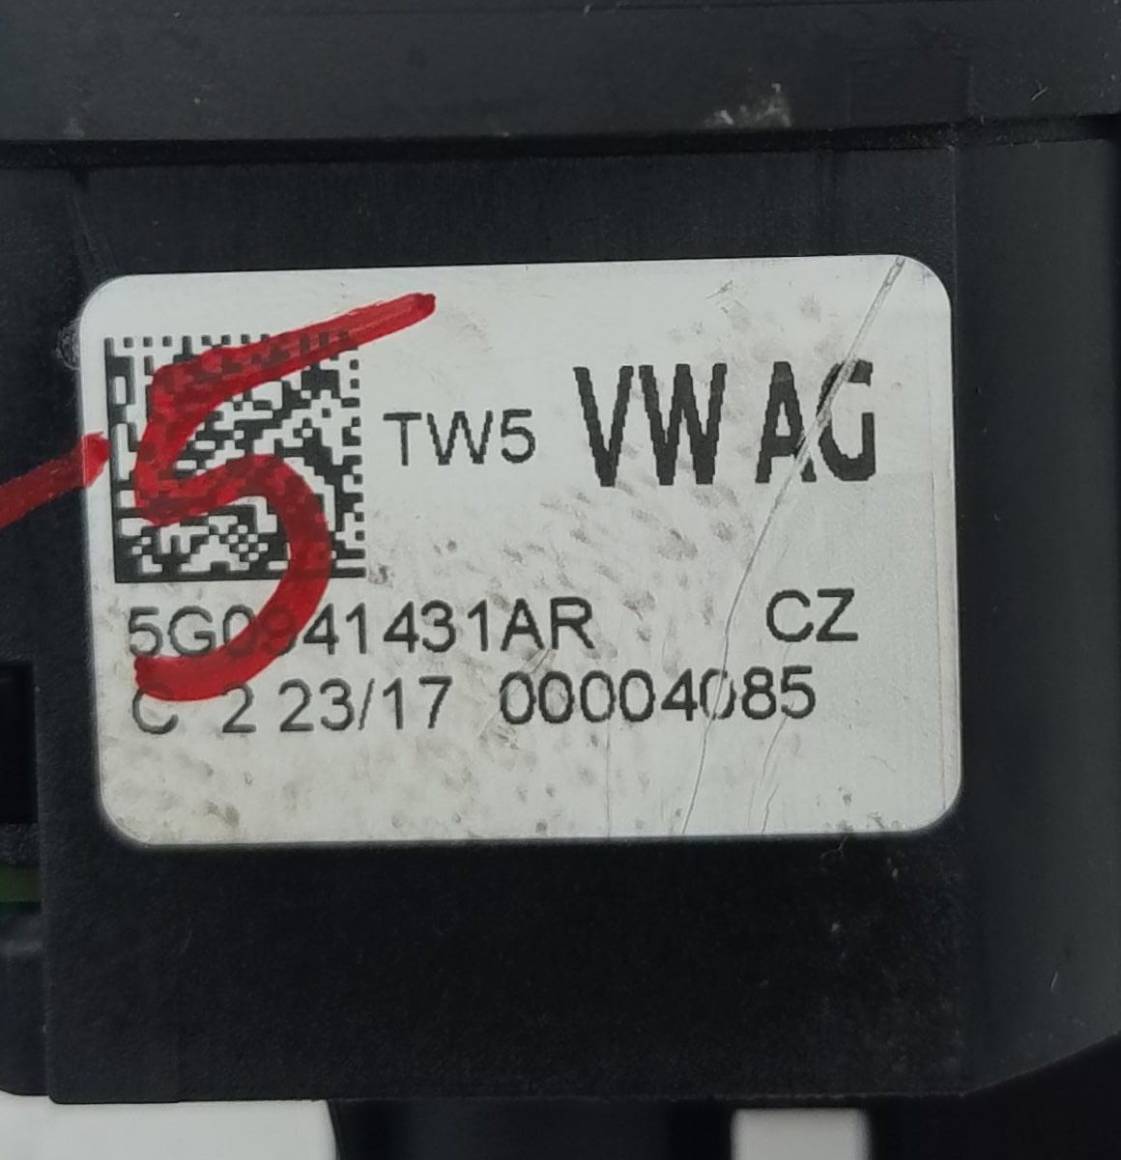 5
TW5 VW AG
5G0941431AR CZ
C 2 23/17 00004085